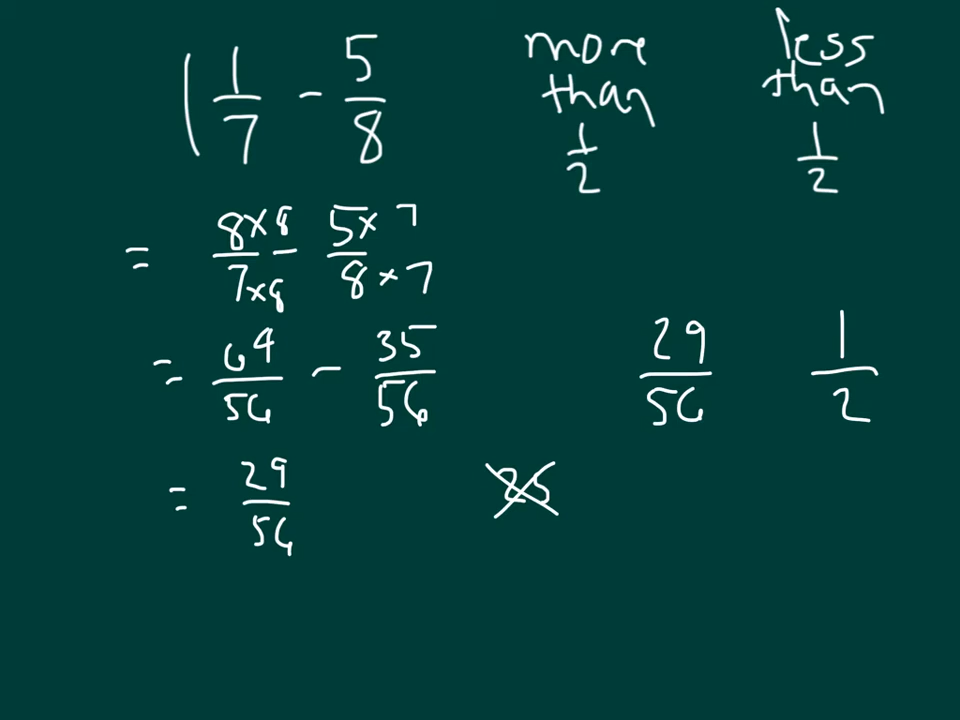 1 1/7 - 5/8
more than 1/2
less than 1/2
= 8×8/7×8 - 5×7/8×7
= 64/56 - 35/56
29/56 1/2
= 29/56